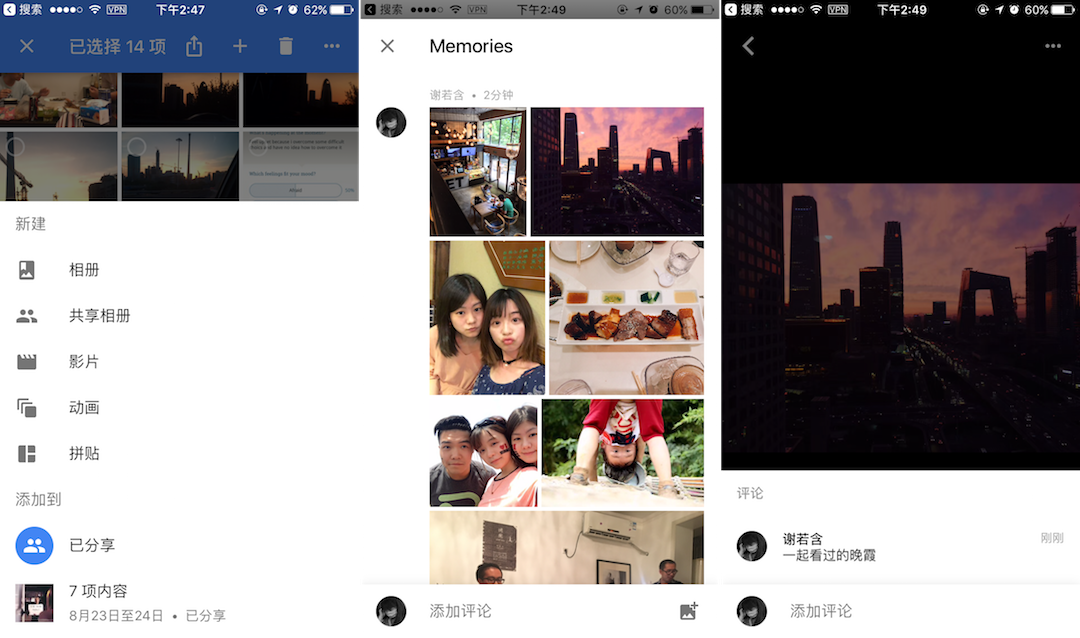 搜索 VPN 下午2:47 62%
已选择 14 项
新建
相册
共享相册
影片
动画
拼贴
添加到
已分享
7 项内容
8月23日至24日 • 已分享
搜索 VPN 下午2:49 60%
Memories
谢若含 • 2分钟
添加评论
搜索 VPN 下午2:49 60%
评论
谢若含 刚刚
一起看过的晚霞
添加评论